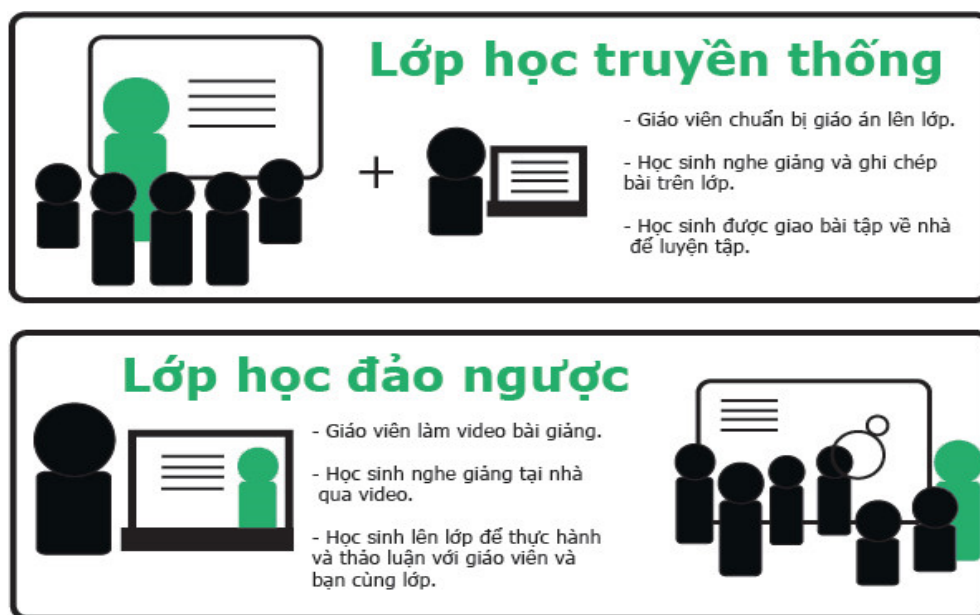 Lớp học truyền thống
- Giáo viên chuẩn bị giáo án lên lớp.
- Học sinh nghe giảng và ghi chép
bài trên lớp.
- Học sinh được giao bài tập về nhà
để luyện tập.
Lớp học đảo ngược
- Giáo viên làm video bài giảng.
- Học sinh nghe giảng tại nhà
qua video.
- Học sinh lên lớp để thực hành
và thảo luận với giáo viên và
bạn cùng lớp.